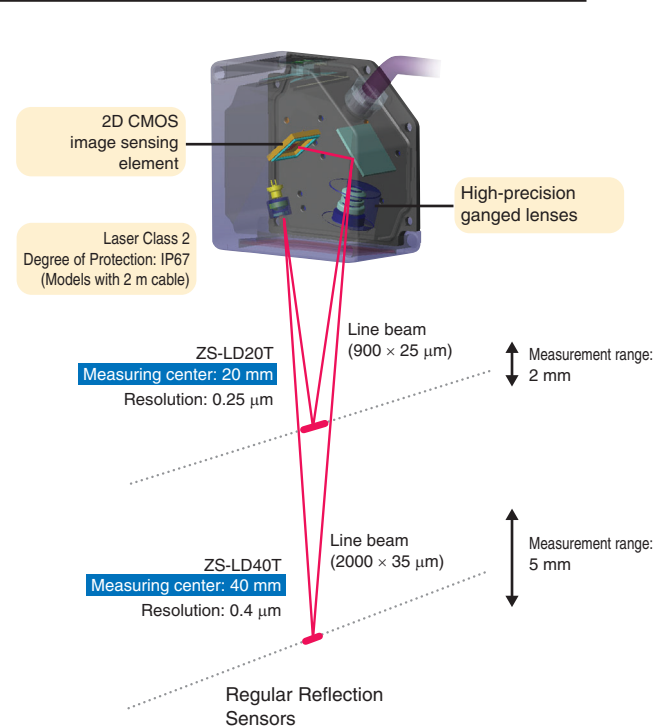 2D CMOS
image sensing
element
High-precision
ganged lenses
Laser Class 2
Degree of Protection: IP67
(Models with 2 m cable)
Line beam
(900 × 25 μm)
ZS-LD20T
Measuring center: 20 mm
Resolution: 0.25 μm
Measurement range:
2 mm
Line beam
(2000 × 35 μm)
ZS-LD40T
Measuring center: 40 mm
Resolution: 0.4 μm
Measurement range:
5 mm
Regular Reflection
Sensors